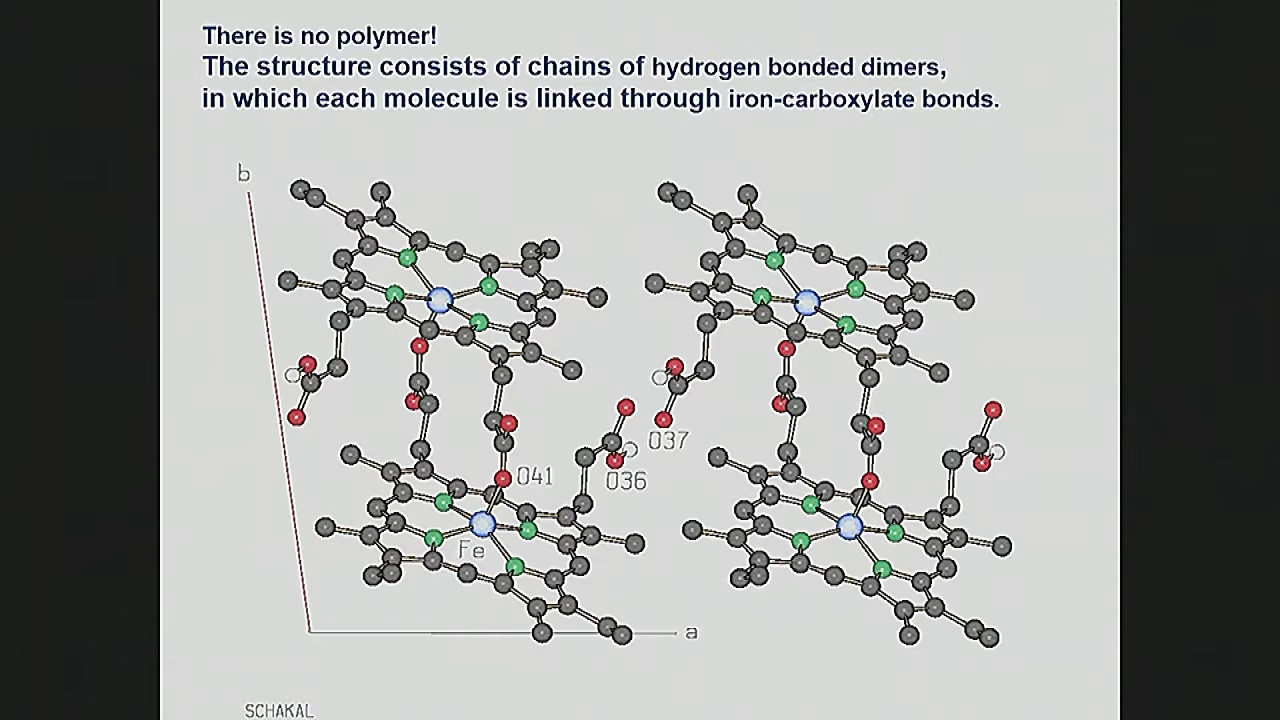 There is no polymer!
The structure consists of chains of hydrogen bonded dimers,
in which each molecule is linked through iron-carboxylate bonds.
b
O37
O41
O36
Fe
a
SCHAKAL